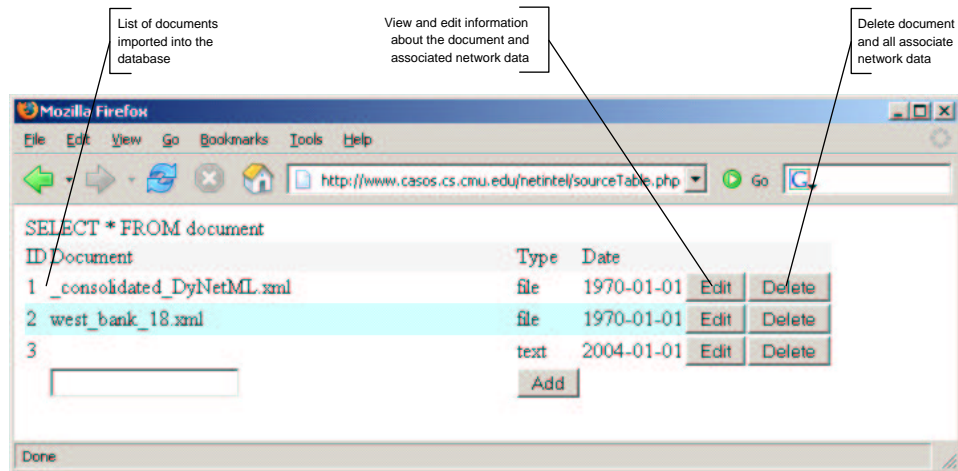 List of documents
imported into the
database
View and edit information
about the document and
associated network data
Delete document
and all associate
network data
Mozilla Firefox
File Edit View Go Bookmarks Tools Help
http://www.casos.cs.cmu.edu/netintel/sourceTable.php Go G
SELECT * FROM document
ID Document Type Date
1 _consolidated_DyNetML.xml file 1970-01-01 Edit Delete
2 west_bank_18.xml file 1970-01-01 Edit Delete
3 text 2004-01-01 Edit Delete
Add
Done